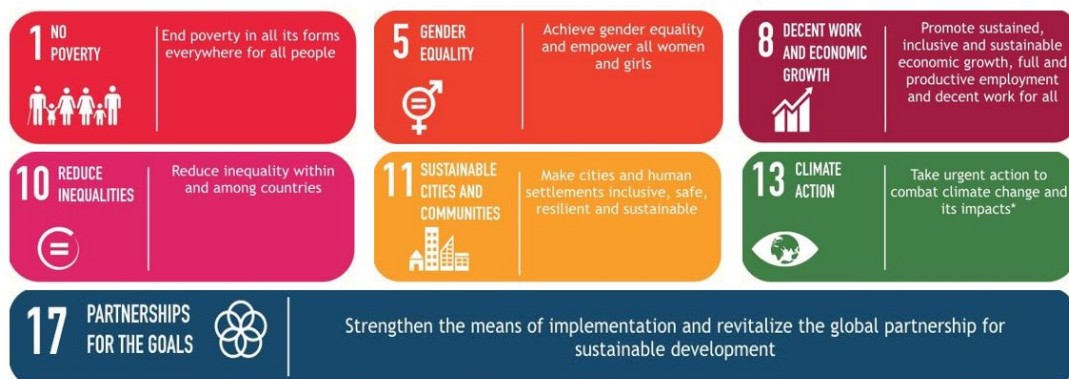 1 NO
POVERTY
End poverty in all its forms
everywhere for all people
5 GENDER
EQUALITY
Achieve gender equality
and empower all women
and girls
8 DECENT WORK
AND ECONOMIC
GROWTH
Promote sustained,
inclusive and sustainable
economic growth, full and
productive employment
and decent work for all
10 REDUCE
INEQUALITIES
Reduce inequality within
and among countries
11 SUSTAINABLE
CITIES AND
COMMUNITIES
Make cities and human
settlements inclusive, safe,
resilient and sustainable
13 CLIMATE
ACTION
Take urgent action to
combat climate change and
its impacts*
17 PARTNERSHIPS
FOR THE GOALS
Strengthen the means of implementation and revitalize the global partnership for
sustainable development